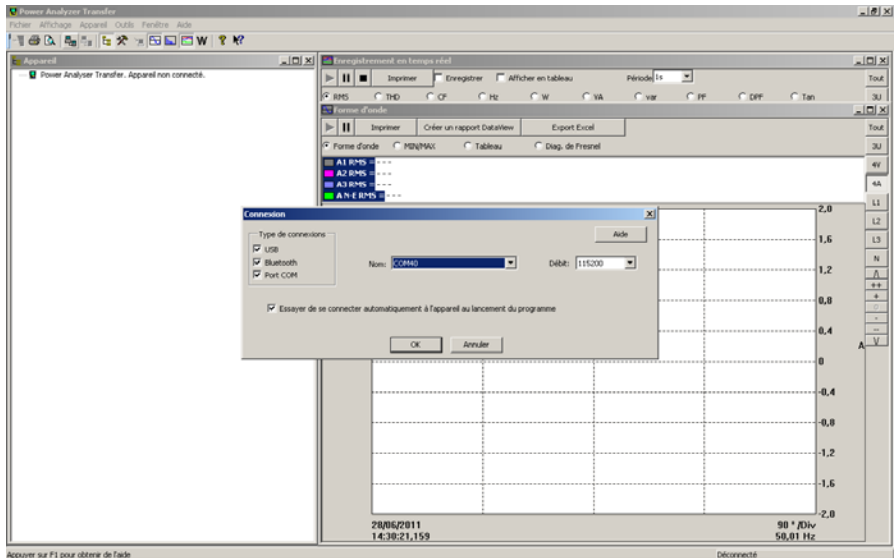 Power Analyzer Transfer
Fichier Affichage Appareil Outils Fenêtre Aide
W
Appareil
Power Analyser Transfer. Appareil non connecté.
Enregistrement en temps réel
Imprimer Enregistrer Afficher en tableau Période 1s Tout
RMS THD CF Hz W VA var PF DPF Tan 3U
Forme d'onde
Imprimer Créer un rapport DataView Export Excel Tout
Forme d'onde MIN/MAX Tableau Diag. de Fresnel 3U
A1 RMS = - - -
A2 RMS = - - -
A3 RMS = - - -
A N-E RMS = - - -
4V
4A
L1
L2
L3
N
Connexion
Type de connexions
USB
Bluetooth
Port COM
Nom: COM40
Débit: 115200
Aide
Essayer de se connecter automatiquement à l'appareil au lancement du programme
OK Annuler
2,0
1,6
1,2
0,8
0,4
A
0
-0,4
-0,8
-1,2
-1,6
-2,0
28/06/2011 90 ° /Div
14:30:21,159 50,01 Hz
Appuyer sur F1 pour obtenir de l'aide Déconnecté